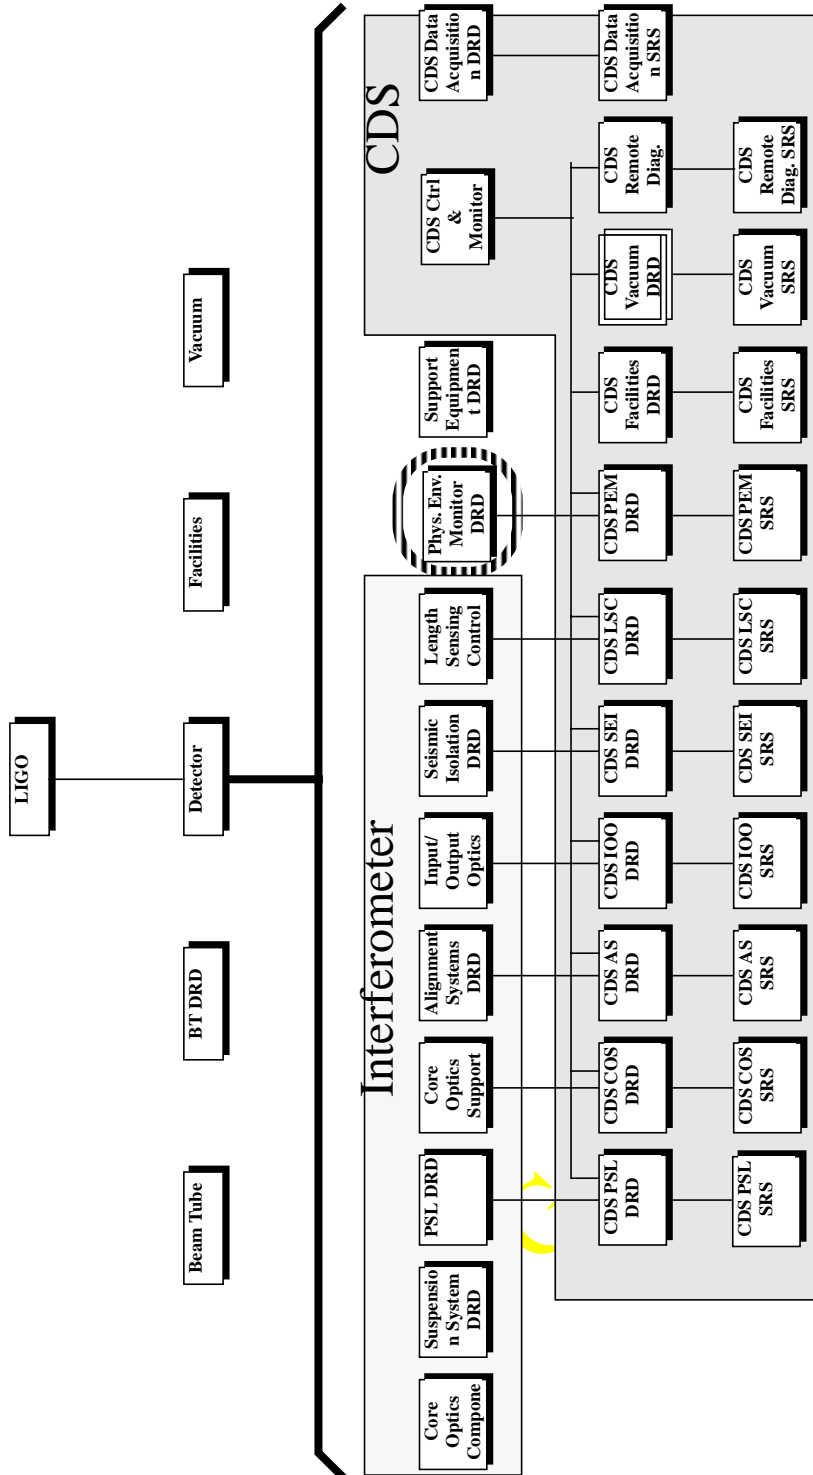 LIGO
Beam Tube
BT DRD
Detector
Facilities
Vacuum
Interferometer
CDS
Core
Optics
Compone
Suspensio
n System
DRD
PSL DRD
Core
Optics
Support
Alignment
Systems
DRD
Input/
Output
Optics
Seismic
Isolation
DRD
Length
Sensing
Control
Phys. Env.
Monitor
DRD
Support
Equipmen
t DRD
CDS Ctrl
&
Monitor
CDS Data
Acquisitio
n DRD
CDS PSL
DRD
CDS COS
DRD
CDS AS
DRD
CDS IOO
DRD
CDS SEI
DRD
CDS LSC
DRD
CDS PEM
DRD
CDS
Facilities
DRD
CDS
Vacuum
DRD
CDS
Remote
Diag.
CDS Data
Acquisitio
n SRS
CDS PSL
SRS
CDS COS
SRS
CDS AS
SRS
CDS IOO
SRS
CDS SEI
SRS
CDS LSC
SRS
CDS PEM
SRS
CDS
Facilities
SRS
CDS
Vacuum
SRS
CDS
Remote
Diag. SRS